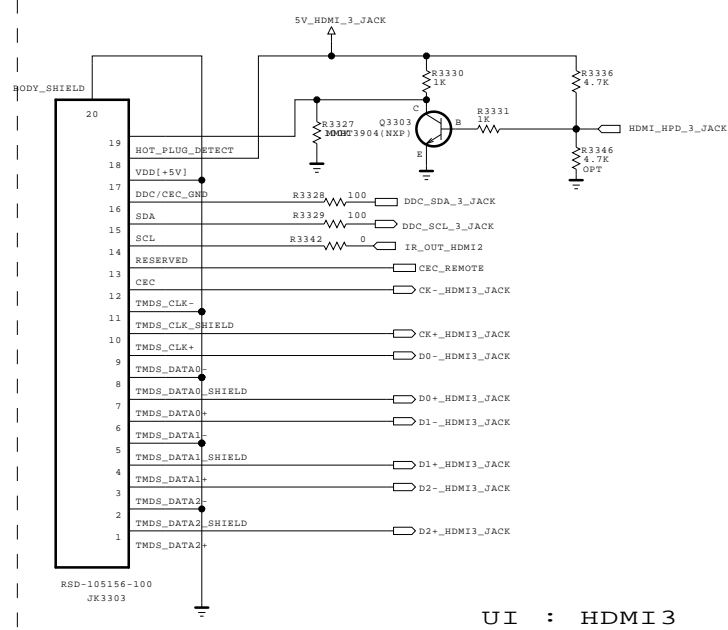 5V_HDMI_3_JACK
BODY_SHIELD
20
R3330
1K
R3336
4.7K
C
Q3303
B
R3331
1K
HDMI_HPD_3_JACK
R3327
MMBT3904(NXP)
E
R3346
4.7K
OPT
19
HOT_PLUG_DETECT
18
VDD[+5V]
17
DDC/CEC_GND
R3328 100
DDC_SDA_3_JACK
16
SDA
R3329 100
DDC_SCL_3_JACK
15
SCL
R3342 0
IR_OUT_HDMI2
14
RESERVED
13
CEC_REMOTE
CEC
12
CK-_HDMI3_JACK
TMDS_CLK-
11
TMDS_CLK_SHIELD
CK+_HDMI3_JACK
10
TMDS_CLK+
D0-_HDMI3_JACK
9
TMDS_DATA0-
8
TMDS_DATA0_SHIELD
D0+_HDMI3_JACK
7
TMDS_DATA0+
D1-_HDMI3_JACK
6
TMDS_DATA1-
5
TMDS_DATA1_SHIELD
D1+_HDMI3_JACK
4
TMDS_DATA1+
D2-_HDMI3_JACK
3
TMDS_DATA2-
2
TMDS_DATA2_SHIELD
D2+_HDMI3_JACK
1
TMDS_DATA2+
RSD-105156-100
JK3303
UI : HDMI3